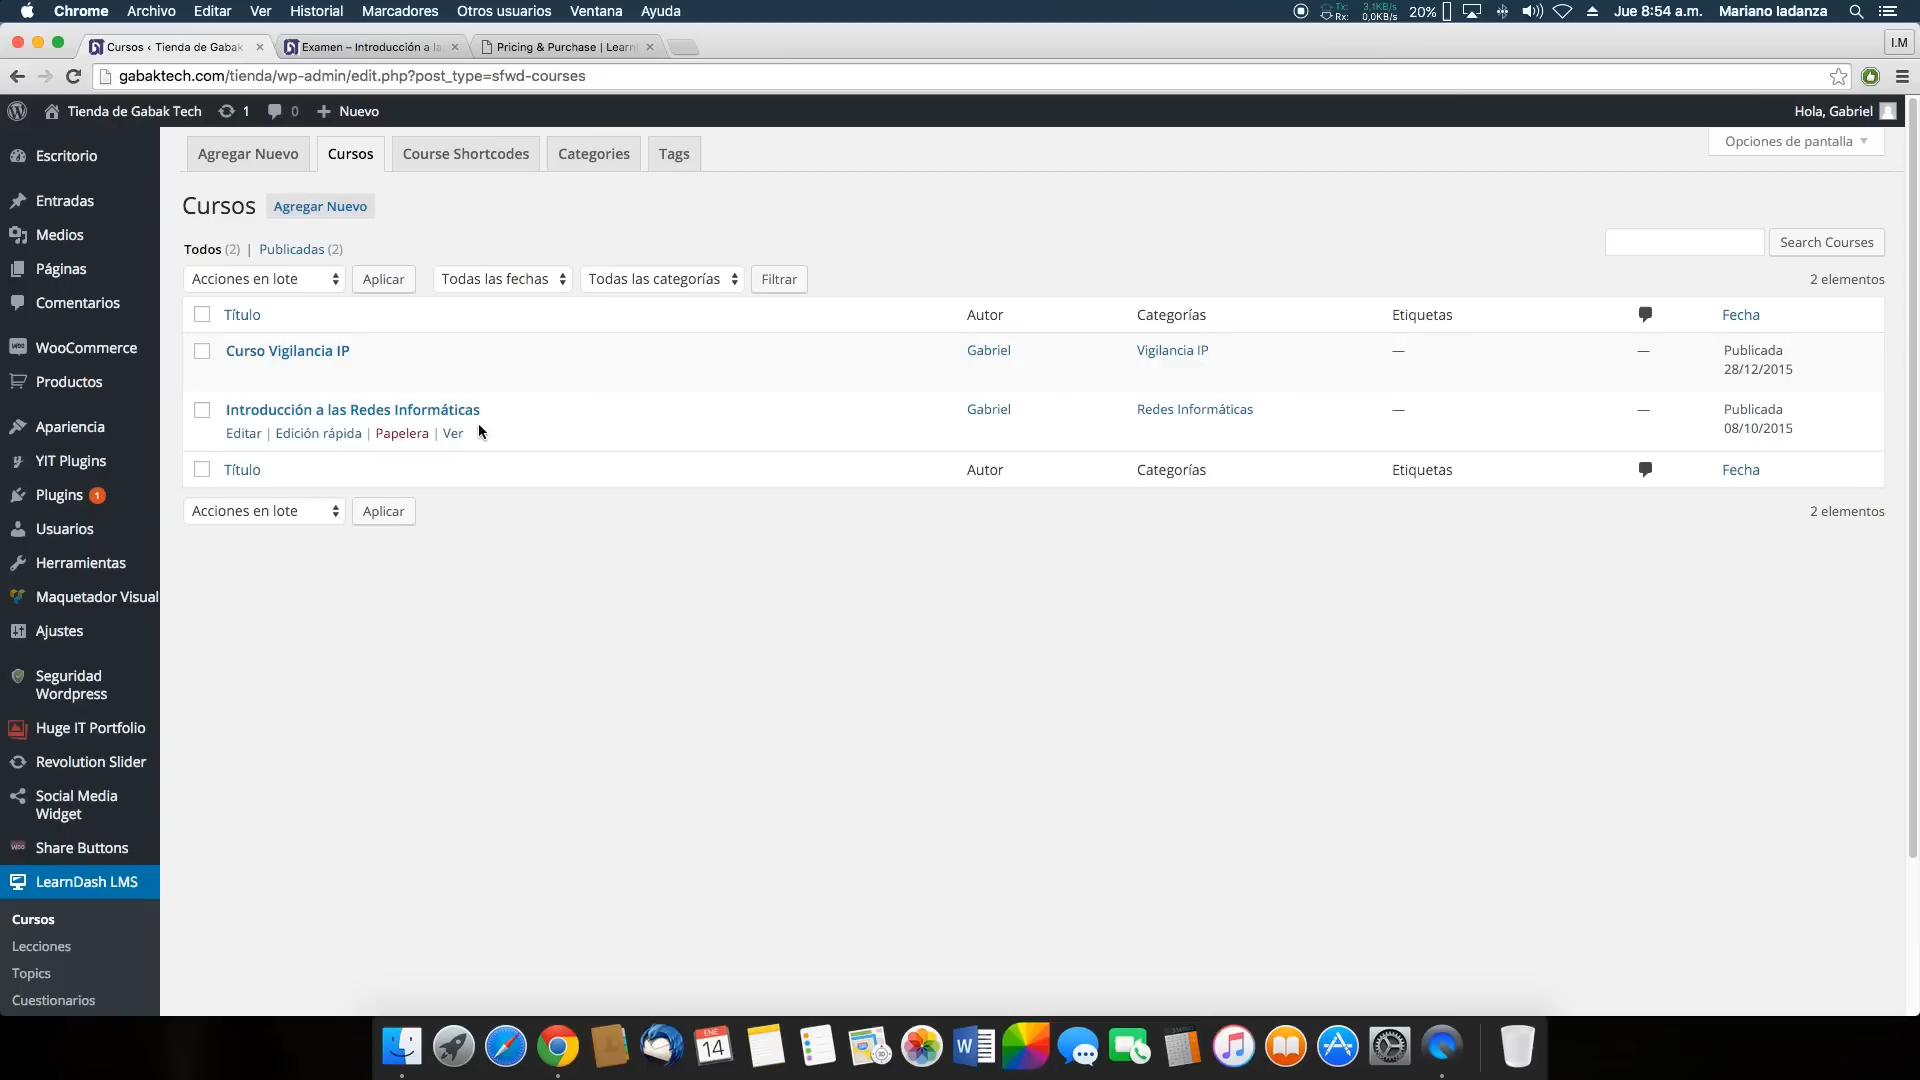 Chrome Archivo Editar Ver Historial Marcadores Otros usuarios Ventana Ayuda Tx: 3,1KB/s Rx: 0,0KB/s 20% Jue 8:54 a.m. Mariano Iadanza
Cursos ‹ Tienda de Gabak Examen – Introducción a la Pricing & Purchase | Learn I.M
gabaktech.com/tienda/wp-admin/edit.php?post_type=sfwd-courses
Tienda de Gabak Tech 1 0 Nuevo Hola, Gabriel
Agregar Nuevo Cursos Course Shortcodes Categories Tags Opciones de pantalla
Cursos Agregar Nuevo
Todos (2) | Publicadas (2) Search Courses
Acciones en lote Aplicar Todas las fechas Todas las categorías Filtrar 2 elementos
Título Autor Categorías Etiquetas Fecha
Curso Vigilancia IP Gabriel Vigilancia IP — — Publicada
28/12/2015
Introducción a las Redes Informáticas Gabriel Redes Informáticas — — Publicada
08/10/2015
Editar | Edición rápida | Papelera | Ver
Título Autor Categorías Etiquetas Fecha
Acciones en lote Aplicar 2 elementos
Escritorio
Entradas
Medios
Páginas
Comentarios
WooCommerce
Productos
Apariencia
YIT Plugins
Plugins 1
Usuarios
Herramientas
Maquetador Visual
Ajustes
Seguridad
Wordpress
Huge IT Portfolio
Revolution Slider
Social Media
Widget
Share Buttons
LearnDash LMS
Cursos
Lecciones
Topics
Cuestionarios
ENE
14